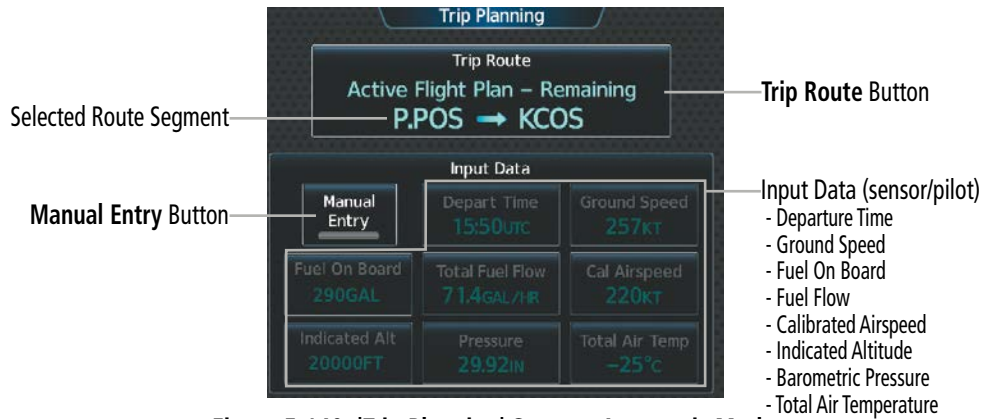 Trip Planning
Trip Route
Active Flight Plan – Remaining
P.POS → KCOS
Selected Route Segment
Trip Route Button
Input Data
Manual Entry Button
Manual
Entry
Depart Time
15:50UTC
Ground Speed
257KT
Fuel On Board
290GAL
Total Fuel Flow
71.4GAL/HR
Cal Airspeed
220KT
Indicated Alt
20000FT
Pressure
29.92IN
Total Air Temp
-25°C
Input Data (sensor/pilot)
- Departure Time
- Ground Speed
- Fuel On Board
- Fuel Flow
- Calibrated Airspeed
- Indicated Altitude
- Barometric Pressure
- Total Air Temperature